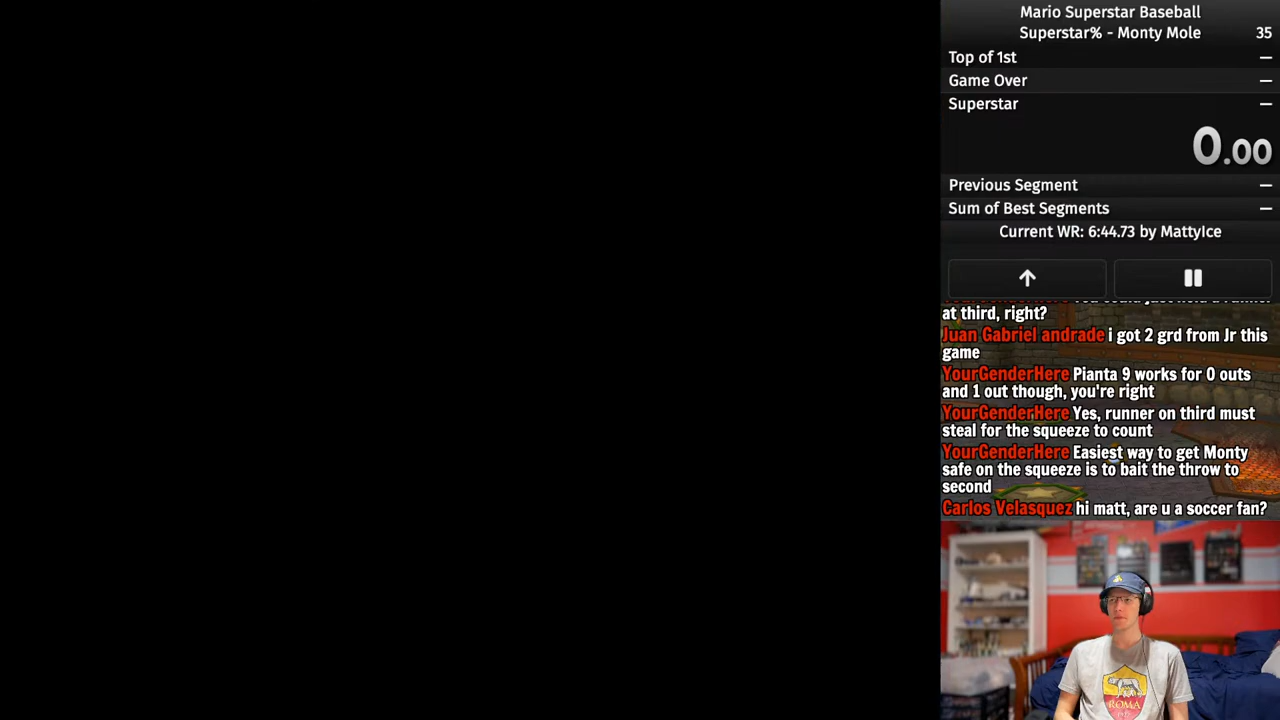 Mario Superstar Baseball
Superstar% - Monty Mole 35
Top of 1st —
Game Over —
Superstar —
0.00
Previous Segment —
Sum of Best Segments —
Current WR: 6:44.73 by MattyIce
at third, right?
Juan Gabriel andrade i got 2 grd from Jr this
game
YourGenderHere Pianta 9 works for 0 outs
and 1 out though, you're right
YourGenderHere Yes, runner on third must
steal for the squeeze to count
YourGenderHere Easiest way to get Monty
safe on the squeeze is to bait the throw to
second
Carlos Velasquez hi matt, are u a soccer fan?
ROMA